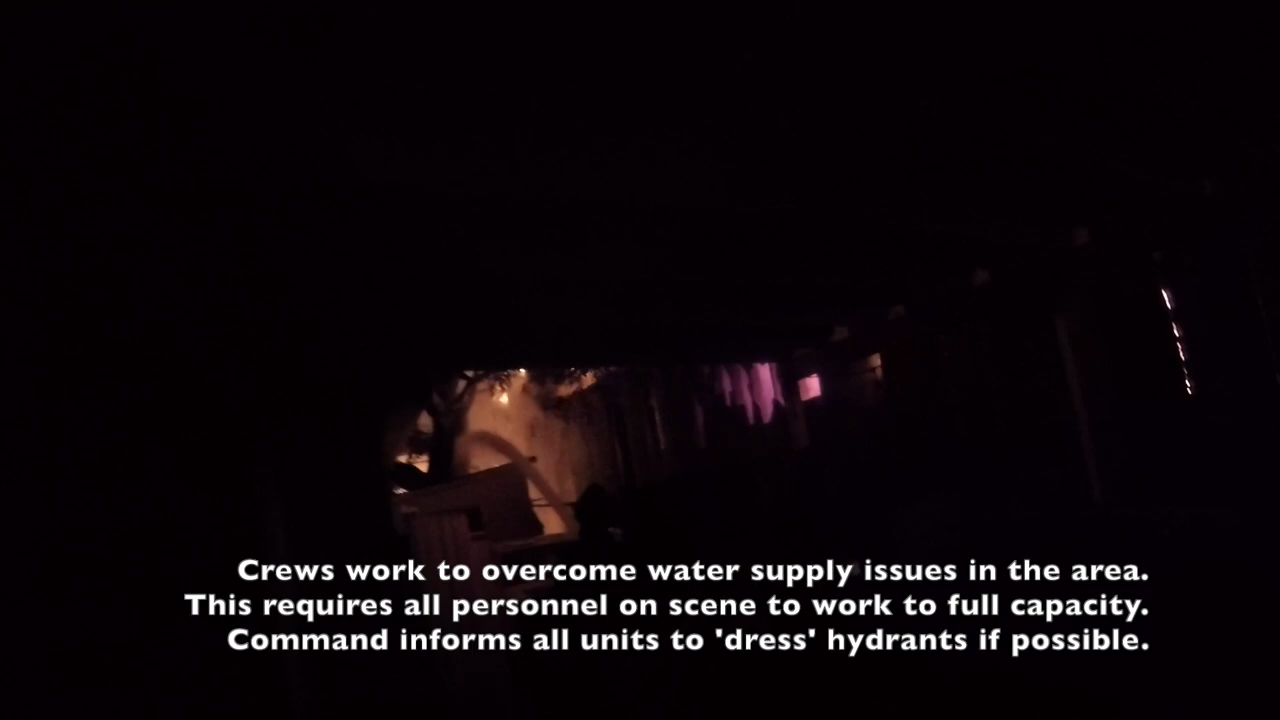 Crews work to overcome water supply issues in the area.
This requires all personnel on scene to work to full capacity.
Command informs all units to 'dress' hydrants if possible.